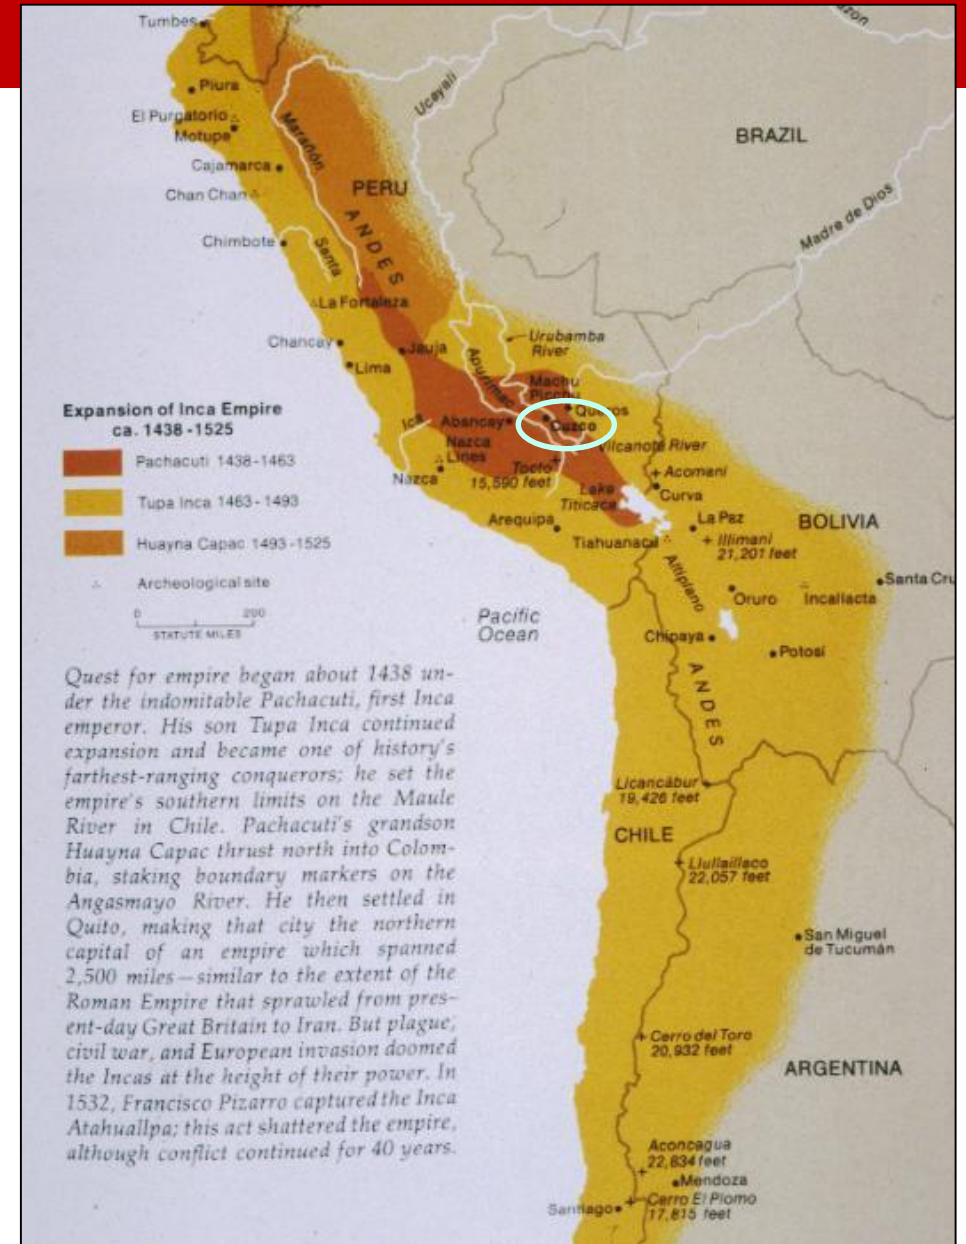 Tumbes
Piura
El Purgatorio
Motupe
Cajamarca
Chan Chan
Chimbote
Marañón
Santa
PERU
ANDES
Ucayali
BRAZIL
Madre de Dios
La Fortaleza
Chancay
Jauja
Lima
Urubamba
River
Apurimac
Machu
Picchu
Queros
Cuzco
Abancay
Ica
Nazca
Lines
Nazca
Vilcanota River
Tocto
15,590 feet
Acomani
Curva
Lake
Titicaca
Arequipa
La Paz
BOLIVIA
Illimani
21,201 feet
Tiahuanaco
Altiplano
Oruro
Incallacta
Santa Cru
Chipaya
Potosí
ANDES
Pacific
Ocean
Licancábur
19,426 feet
CHILE
Llullaillaco
22,057 feet
San Miguel
de Tucumán
Cerro del Toro
20,932 feet
ARGENTINA
Aconcagua
22,834 feet
Mendoza
Cerro El Plomo
17,815 feet
Santiago
Expansion of Inca Empire
ca. 1438-1525
Pachacuti 1438-1463
Tupa Inca 1463-1493
Huayna Capac 1493-1525
Archeological site
0 200
STATUTE MILES
Quest for empire began about 1438 un-
der the indomitable Pachacuti, first Inca
emperor. His son Tupa Inca continued
expansion and became one of history's
farthest-ranging conquerors; he set the
empire's southern limits on the Maule
River in Chile. Pachacuti's grandson
Huayna Capac thrust north into Colom-
bia, staking boundary markers on the
Angasmayo River. He then settled in
Quito, making that city the northern
capital of an empire which spanned
2,500 miles—similar to the extent of the
Roman Empire that sprawled from pres-
ent-day Great Britain to Iran. But plague,
civil war, and European invasion doomed
the Incas at the height of their power. In
1532, Francisco Pizarro captured the Inca
Atahuallpa; this act shattered the empire,
although conflict continued for 40 years.